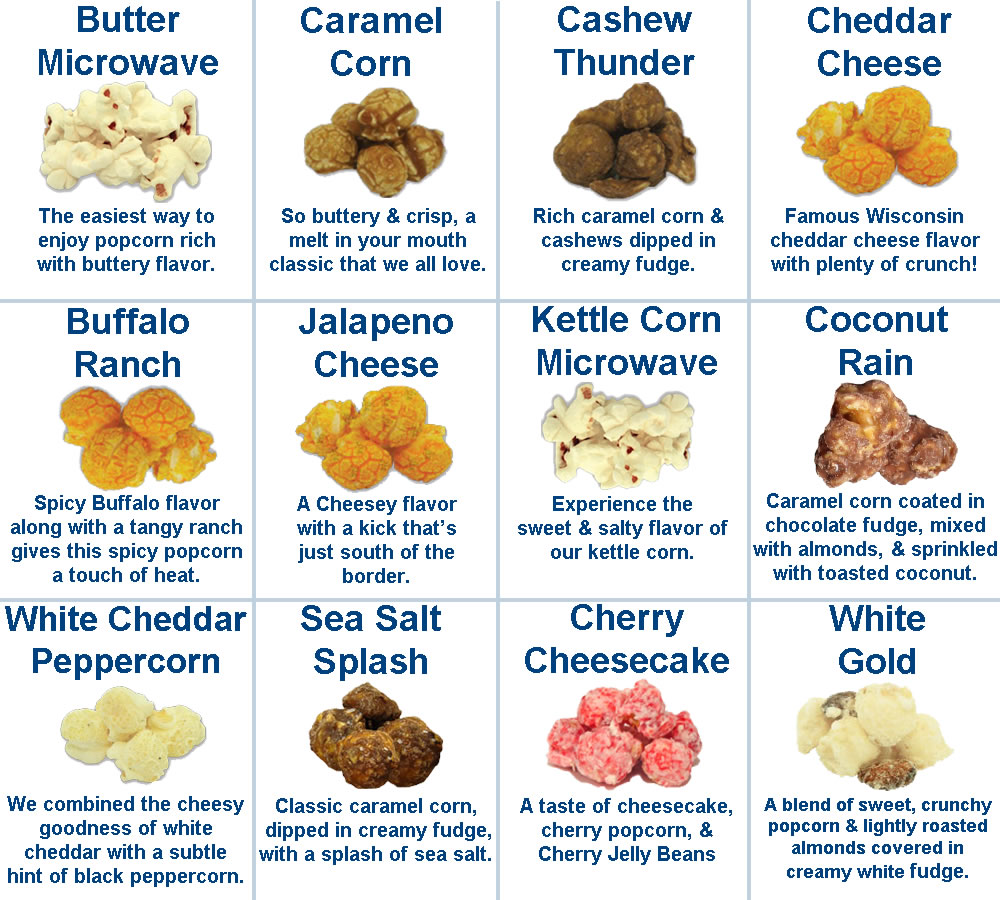 Butter
Microwave
The easiest way to
enjoy popcorn rich
with buttery flavor.
Caramel
Corn
So buttery & crisp, a
melt in your mouth
classic that we all love.
Cashew
Thunder
Rich caramel corn &
cashews dipped in
creamy fudge.
Cheddar
Cheese
Famous Wisconsin
cheddar cheese flavor
with plenty of crunch!
Buffalo
Ranch
Spicy Buffalo flavor
along with a tangy ranch
gives this spicy popcorn
a touch of heat.
Jalapeno
Cheese
A Cheesey flavor
with a kick that's
just south of the
border.
Kettle Corn
Microwave
Experience the
sweet & salty flavor of
our kettle corn.
Coconut
Rain
Caramel corn coated in
chocolate fudge, mixed
with almonds, & sprinkled
with toasted coconut.
White Cheddar
Peppercorn
We combined the cheesy
goodness of white
cheddar with a subtle
hint of black peppercorn.
Sea Salt
Splash
Classic caramel corn,
dipped in creamy fudge,
with a splash of sea salt.
Cherry
Cheesecake
A taste of cheesecake,
cherry popcorn, &
Cherry Jelly Beans
White
Gold
A blend of sweet, crunchy
popcorn & lightly roasted
almonds covered in
creamy white fudge.